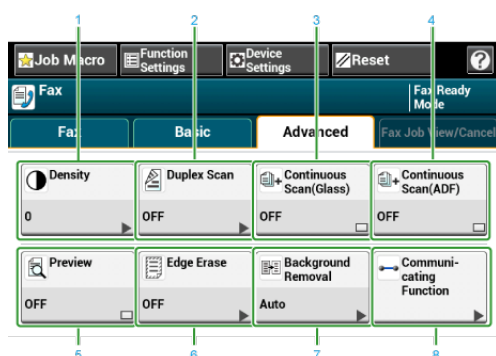 1 2 3 4
Job Macro Function Settings Device Settings Reset ?
Fax Fax Ready Mode
Fax Basic Advanced Fax Job View/Cancel
Density Duplex Scan Continuous Scan(Glass) Continuous Scan(ADF)
0 OFF OFF OFF
Preview Edge Erase Background Removal Communi-cating Function
OFF OFF Auto
5 6 7 8